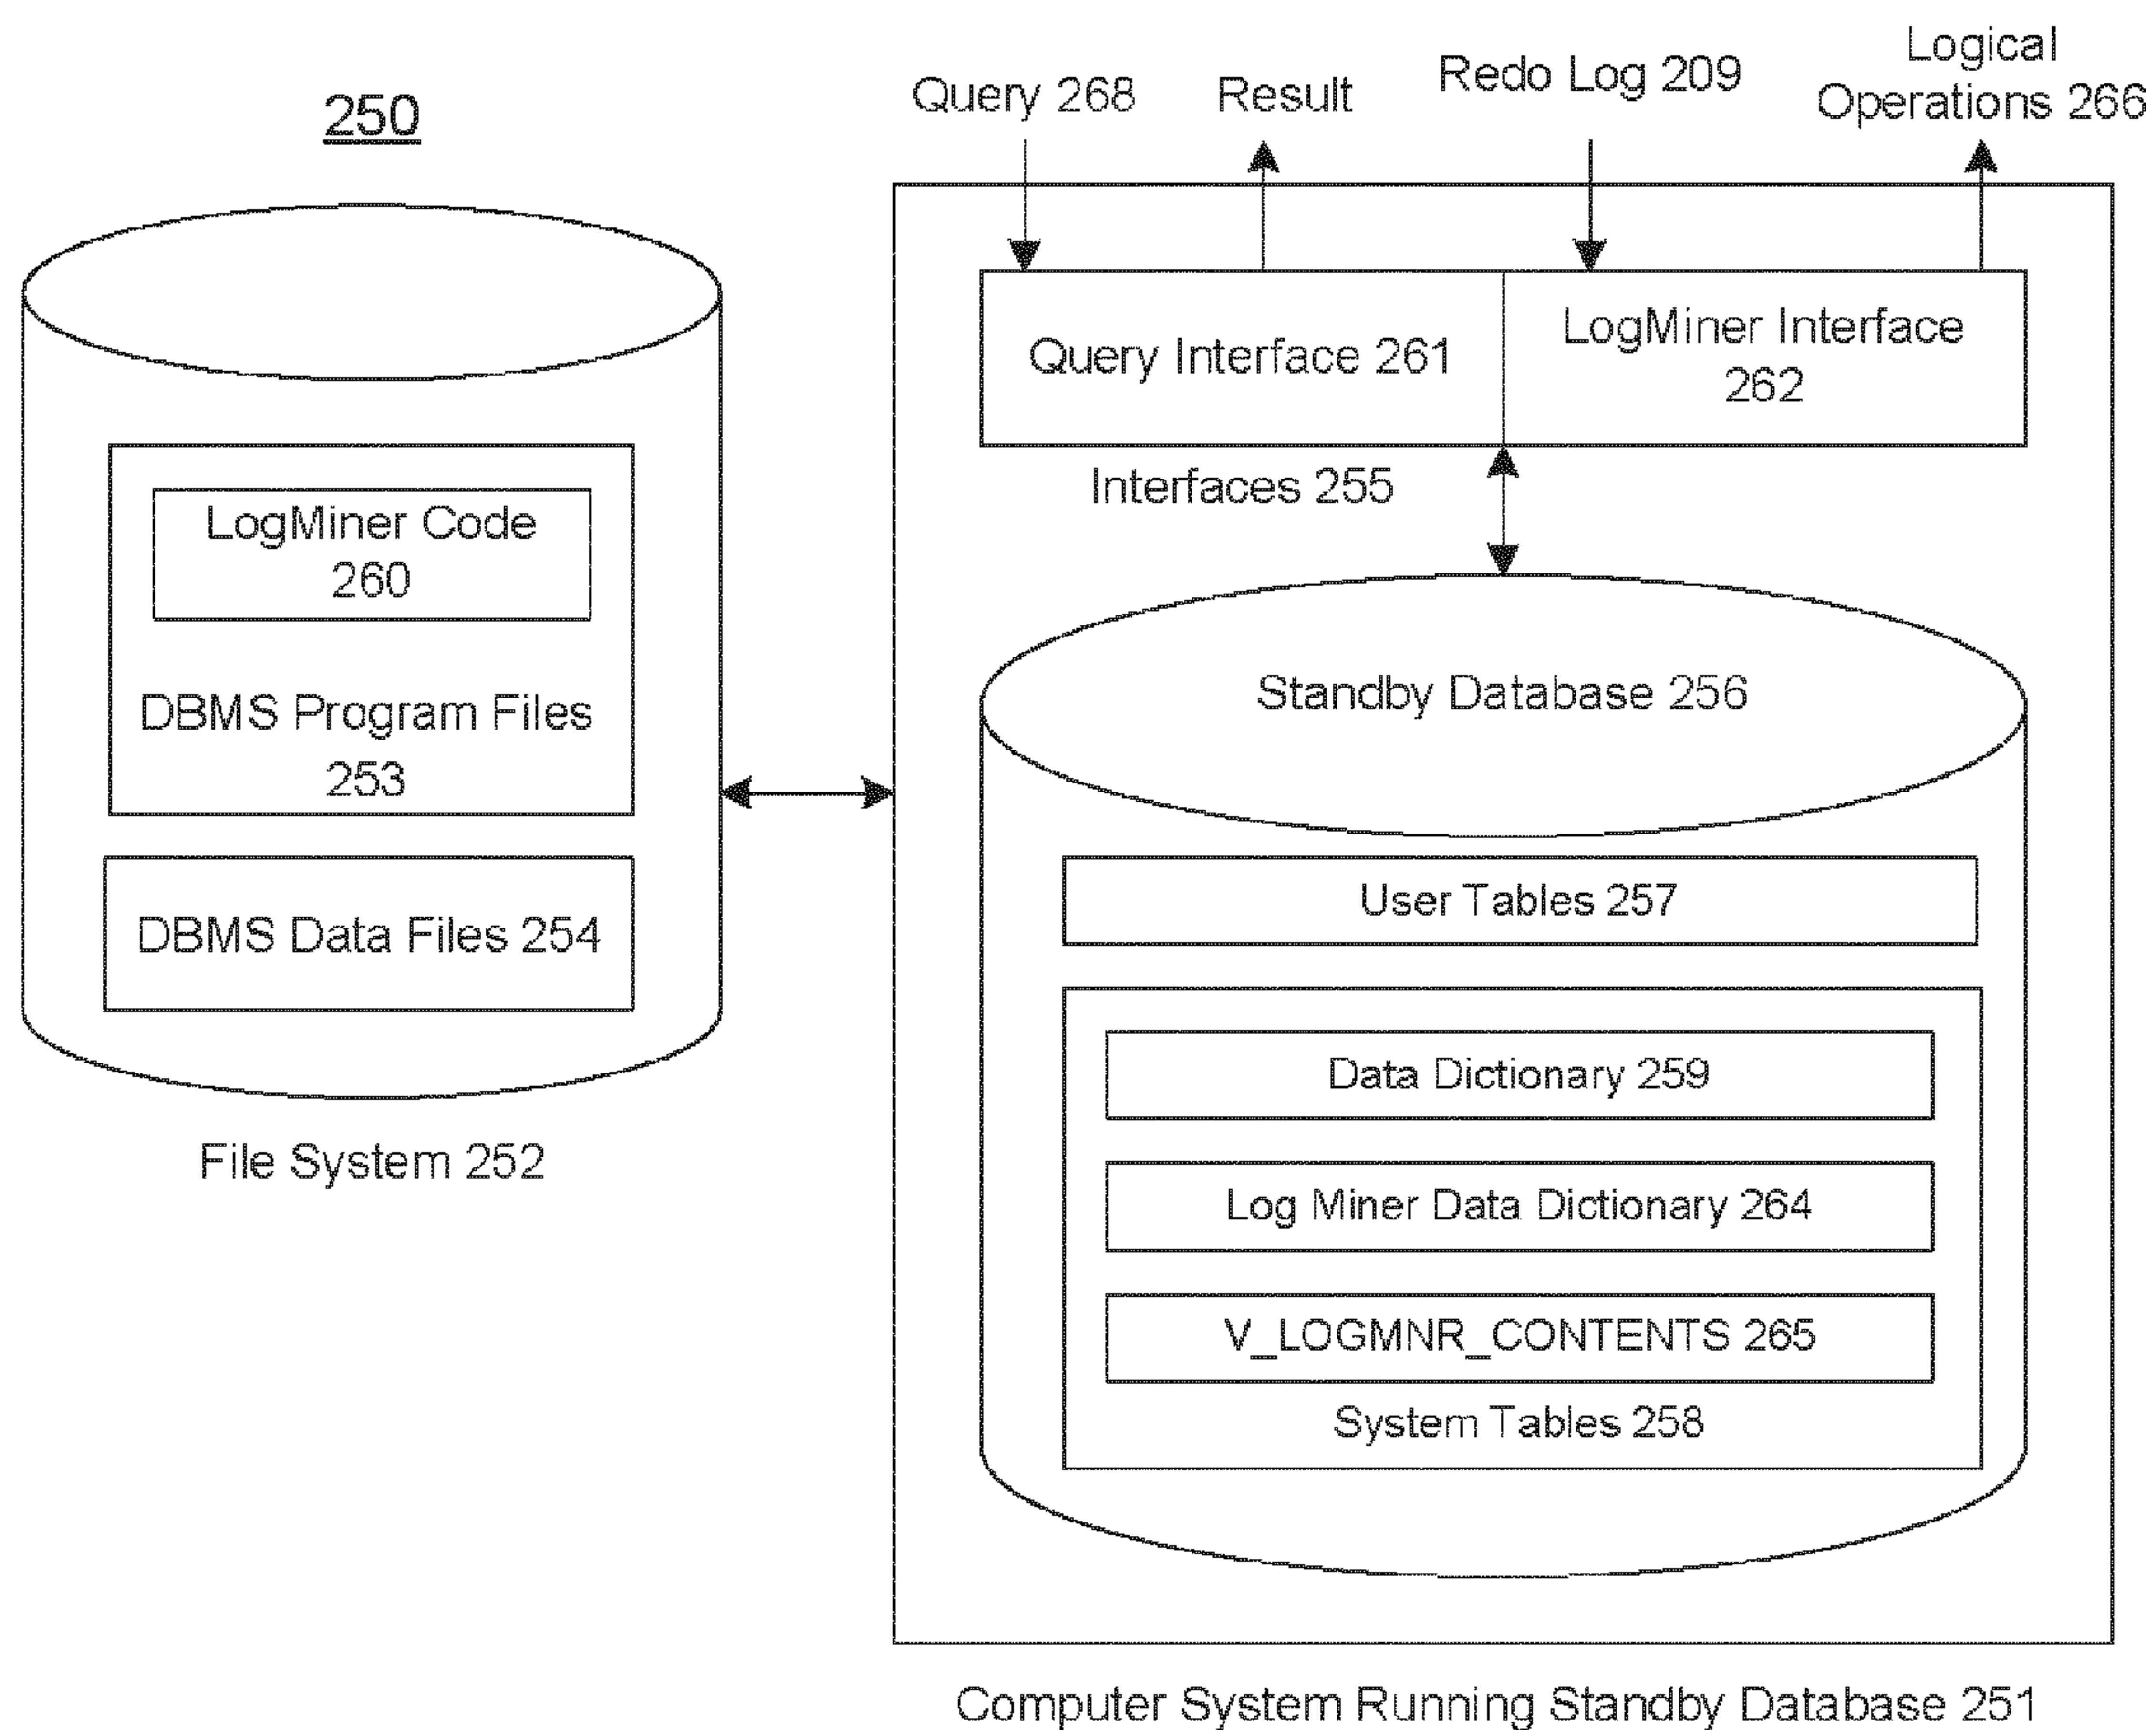 250
Query 268
Result
Redo Log 209
Logical
Operations 266
Query Interface 261
LogMiner Interface
262
Interfaces 255
LogMiner Code
260
DBMS Program Files
253
DBMS Data Files 254
File System 252
Standby Database 256
User Tables 257
Data Dictionary 259
Log Miner Data Dictionary 264
V_LOGMNR_CONTENTS 265
System Tables 258
Computer System Running Standby Database 251